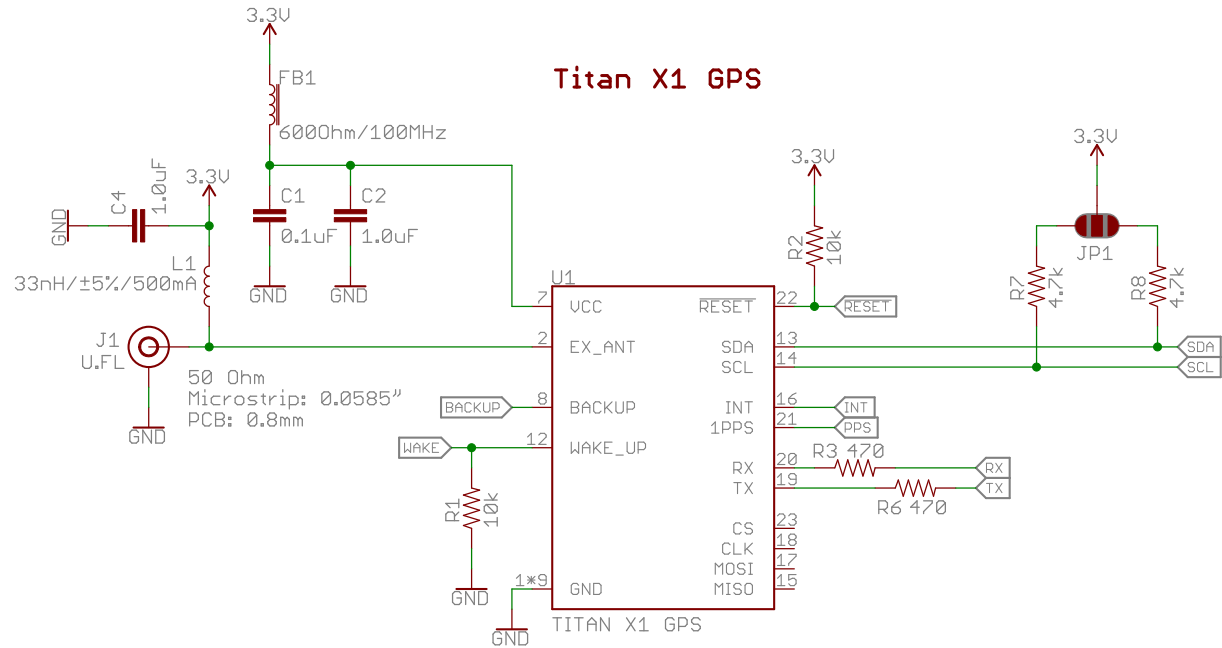 3.3V
Titan X1 GPS
FB1
600Ohm/100MHz
3.3V
3.3V
3.3V
C4
1.0uF
GND
C1
0.1uF
C2
1.0uF
GND
GND
L1
33nH/±5%/500mA
R2
10k
JP1
R7
4.7k
R8
4.7k
U1
7 VCC
RESET 22 RESET
J1
U.FL
2 EX_ANT
SDA 13 SDA
SCL 14 SCL
50 Ohm
Microstrip: 0.0585”
PCB: 0.8mm
GND
BACKUP 8 BACKUP
INT 16 INT
1PPS 21 PPS
WAKE 12 WAKE_UP
R3 470
RX 20 RX
TX 19 TX
R6 470
R1
10k
CS 23
CLK 18
MOSI 17
MISO 15
1*9 GND
GND
GND
TITAN X1 GPS